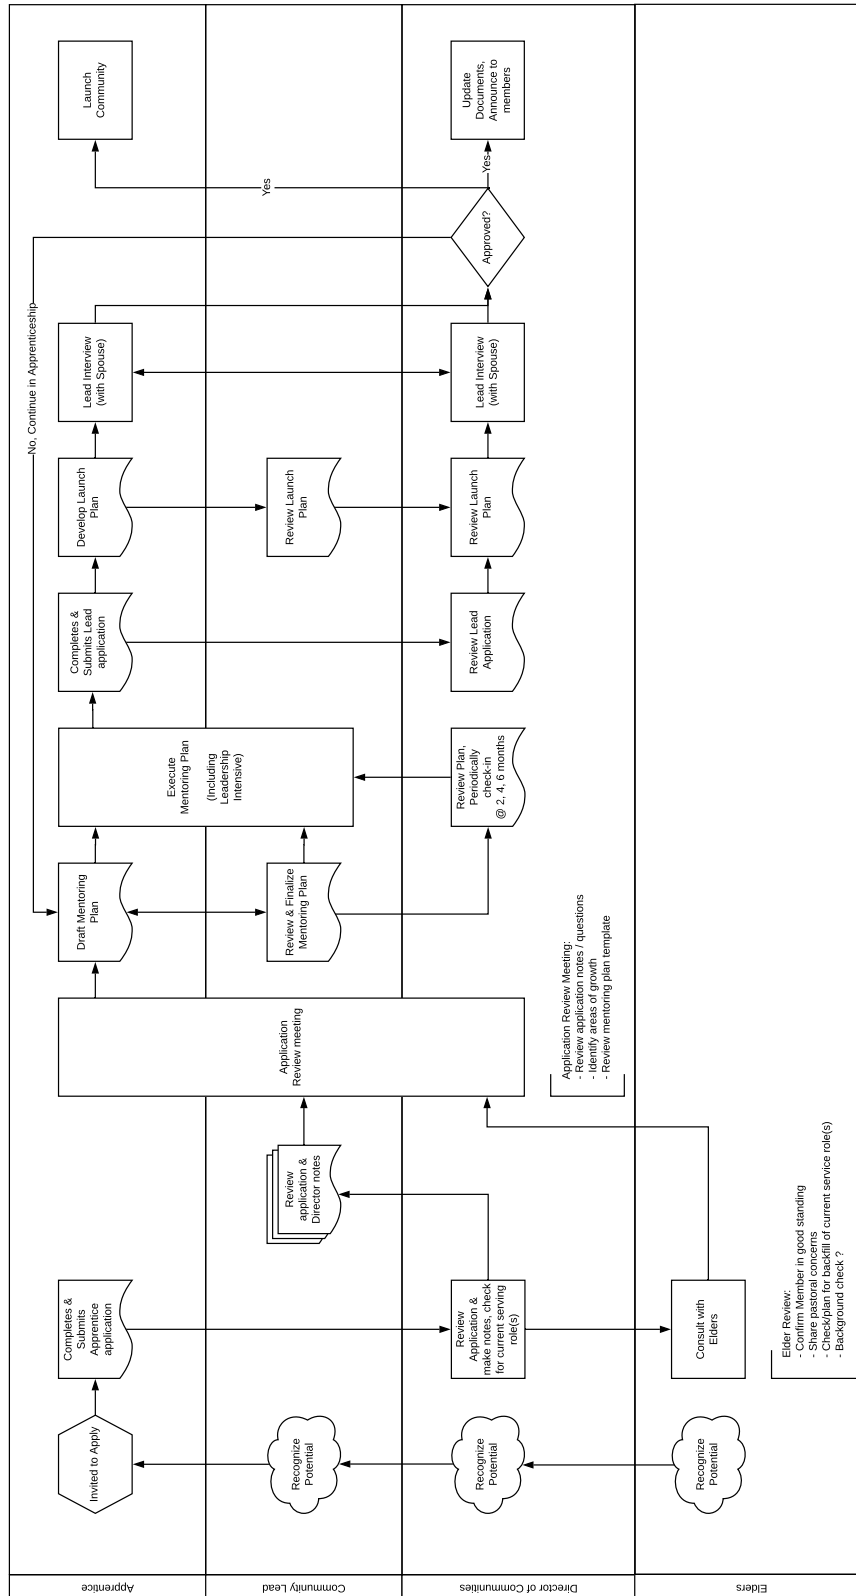 Apprentice
Community Lead
Director of Communities
Elders
Invited to Apply
Recognize
Potential
Recognize
Potential
Recognize
Potential
Completes &
Submits
Apprentice
application
Review
Application &
make notes, check
for current serving
role(s)
Consult with
Elders
Elder Review:
- Confirm Member in good standing
- Share pastoral concerns
- Check/plan for backfill of current service role(s)
- Background check ?
Review
application &
Director notes
Application
Review meeting
Application Review Meeting:
- Review application notes / questions
- Identify areas of growth
- Review mentoring plan template
Draft Mentoring
Plan
Review & Finalize
Mentoring Plan
Execute
Mentoring Plan
(Including
Leadership
Intensive)
Review Plan,
Periodically
check-in
@ 2, 4, 6 months
Completes &
Submits Lead
application
Review Lead
Application
Develop Launch
Plan
Review Launch
Plan
Review Launch
Plan
Lead Interview
(with Spouse)
Lead Interview
(with Spouse)
No, Continue in Apprenticeship
Approved?
Yes
Yes
Launch
Community
Update
Documents,
Announce to
members